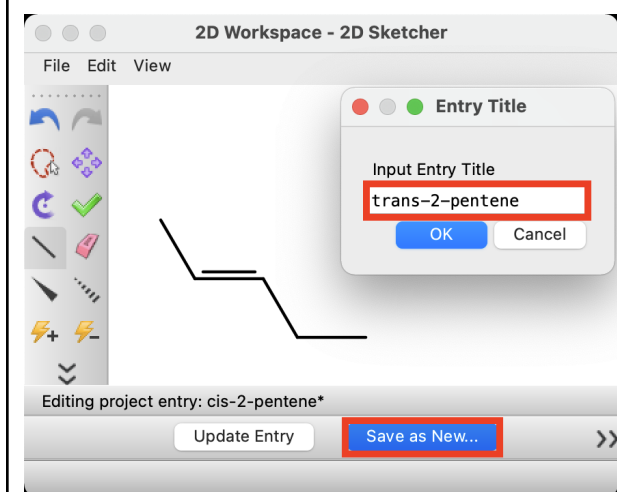 2D Workspace - 2D Sketcher
File Edit View
Entry Title
Input Entry Title
trans-2-pentene
OK Cancel
Editing project entry: cis-2-pentene*
Update Entry Save as New...